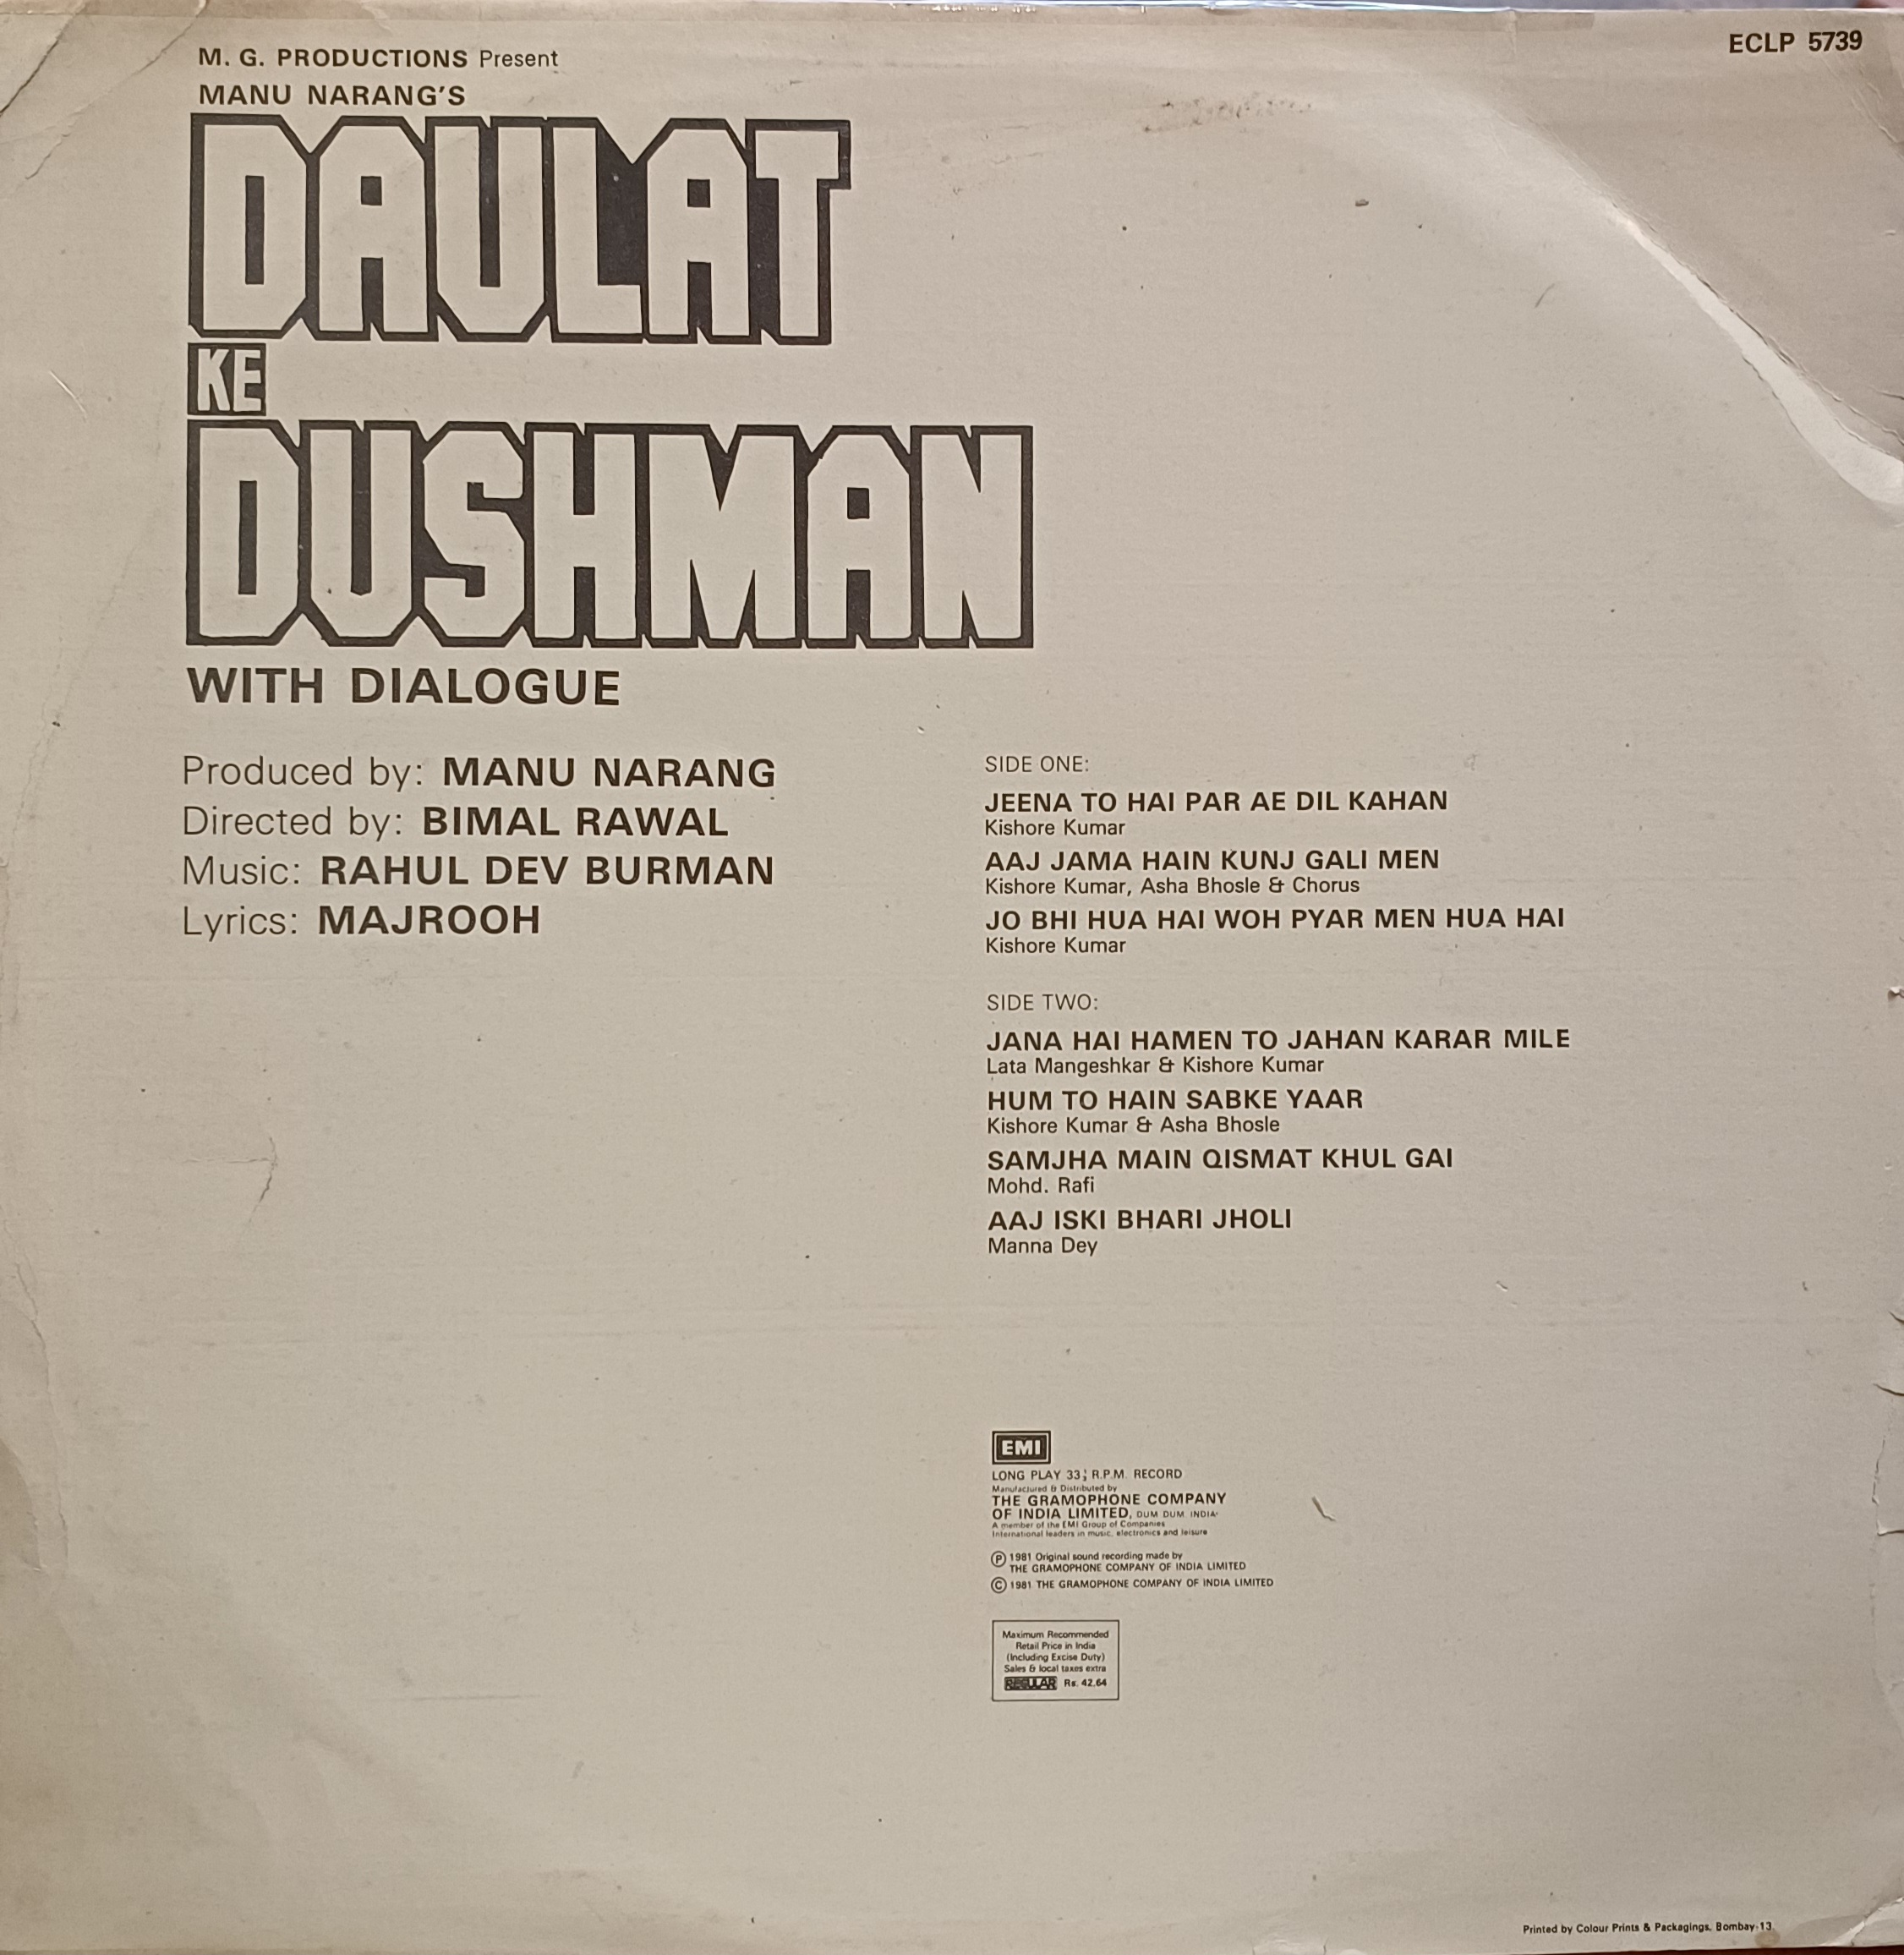 ECLP 5739
M. G. PRODUCTIONS Present
MANU NARANG'S
DAULAT
KE
DUSHMAN
WITH DIALOGUE
Produced by: MANU NARANG
Directed by: BIMAL RAWAL
Music: RAHUL DEV BURMAN
Lyrics: MAJROOH
SIDE ONE:
JEENA TO HAI PAR AE DIL KAHAN
Kishore Kumar
AAJ JAMA HAIN KUNJ GALI MEN
Kishore Kumar, Asha Bhosle & Chorus
JO BHI HUA HAI WOH PYAR MEN HUA HAI
Kishore Kumar
SIDE TWO:
JANA HAI HAMEN TO JAHAN KARAR MILE
Lata Mangeshkar & Kishore Kumar
HUM TO HAIN SABKE YAAR
Kishore Kumar & Asha Bhosle
SAMJHA MAIN QISMAT KHUL GAI
Mohd. Rafi
AAJ ISKI BHARI JHOLI
Manna Dey
EMI
LONG PLAY 33⅓ R.P.M. RECORD
Manufactured & Distributed by
THE GRAMOPHONE COMPANY
OF INDIA LIMITED, DUM DUM. INDIA.
A member of the EMI Group of Companies
International leaders in music, electronics and leisure
℗ 1981 Original sound recording made by
THE GRAMOPHONE COMPANY OF INDIA LIMITED
© 1981 THE GRAMOPHONE COMPANY OF INDIA LIMITED
Maximum Recommended
Retail Price in India
(Including Excise Duty)
Sales & local taxes extra
REGULAR Rs. 42.64
Printed by Colour Prints & Packagings. Bombay-13.